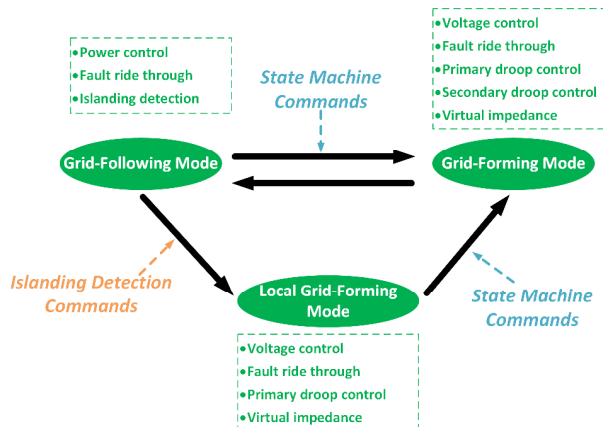 •Power control
•Fault ride through
•Islanding detection
State Machine
Commands
•Voltage control
•Fault ride through
•Primary droop control
•Secondary droop control
•Virtual impedance
Grid-Following Mode
Grid-Forming Mode
Islanding Detection
Commands
Local Grid-Forming
Mode
State Machine
Commands
•Voltage control
•Fault ride through
•Primary droop control
•Virtual impedance